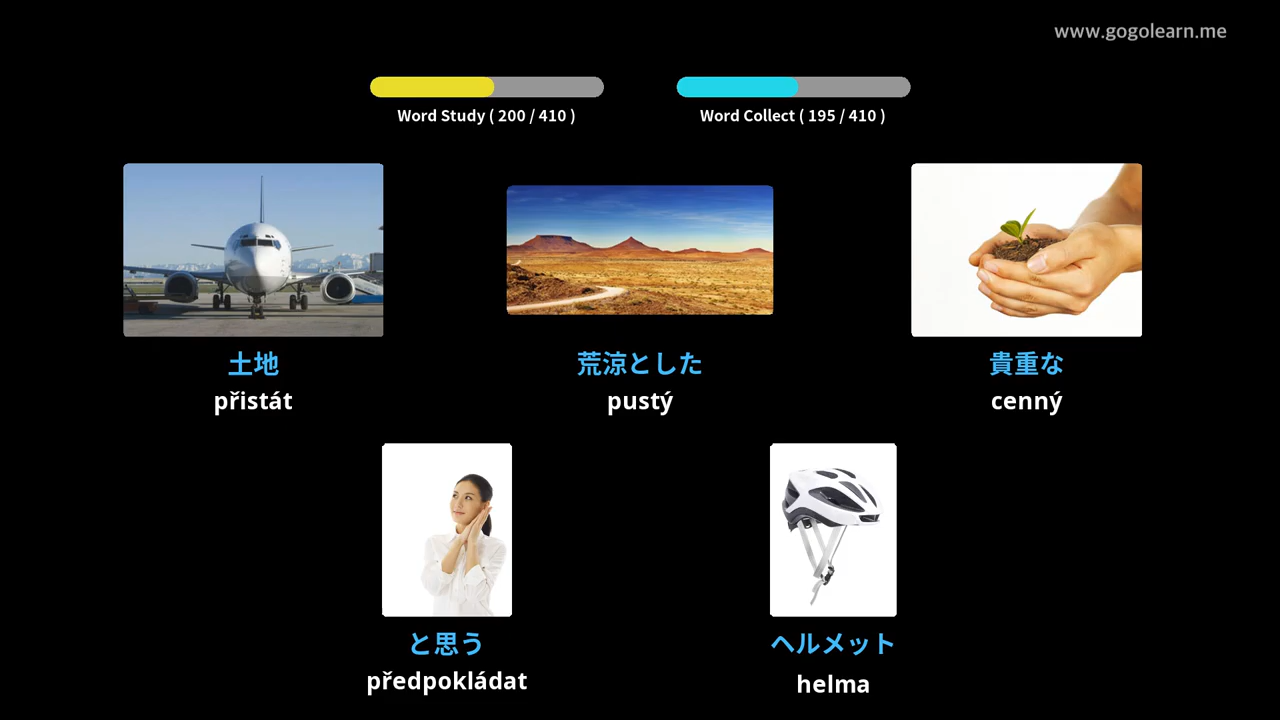 www.gogolearn.me
Word Study ( 200 / 410 )
Word Collect ( 195 / 410 )
土地
přistát
荒涼とした
pustý
貴重な
cenný
と思う
předpokládat
ヘルメット
helma